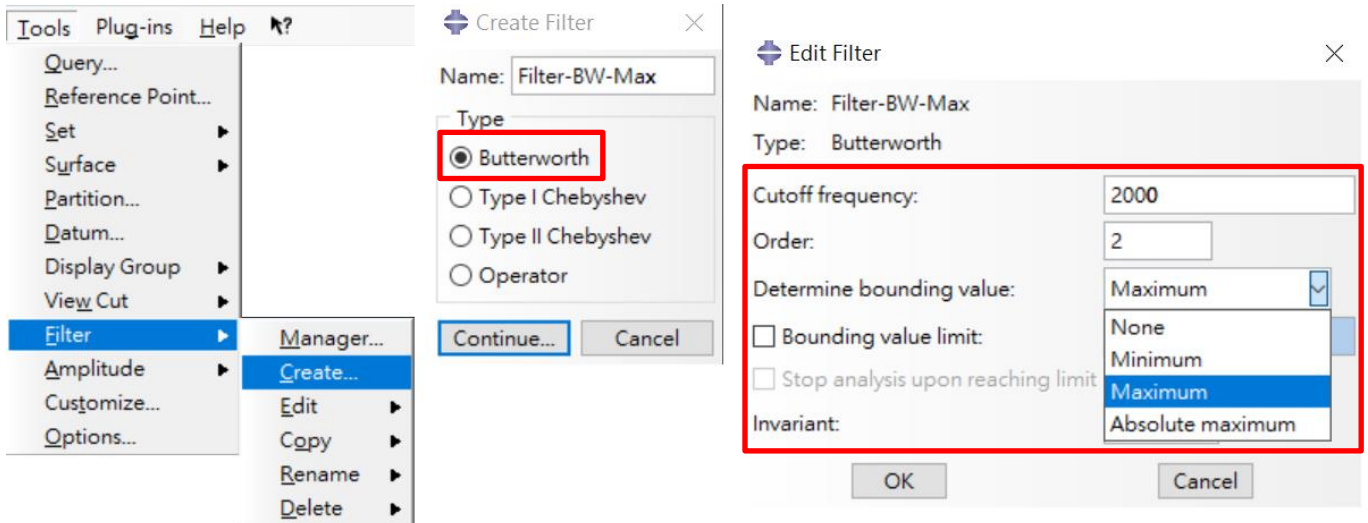 Tools Plug-ins Help ?
Query...
Reference Point...
Set
Surface
Partition...
Datum...
Display Group
View Cut
Filter
Amplitude
Customize...
Options...
Manager...
Create...
Edit
Copy
Rename
Delete
Create Filter
Name: Filter-BW-Max
Type
Butterworth
Type I Chebyshev
Type II Chebyshev
Operator
Continue... Cancel
Edit Filter
Name: Filter-BW-Max
Type: Butterworth
Cutoff frequency: 2000
Order: 2
Determine bounding value: Maximum
Bounding value limit:
Stop analysis upon reaching limit
Invariant:
None
Minimum
Maximum
Absolute maximum
OK Cancel